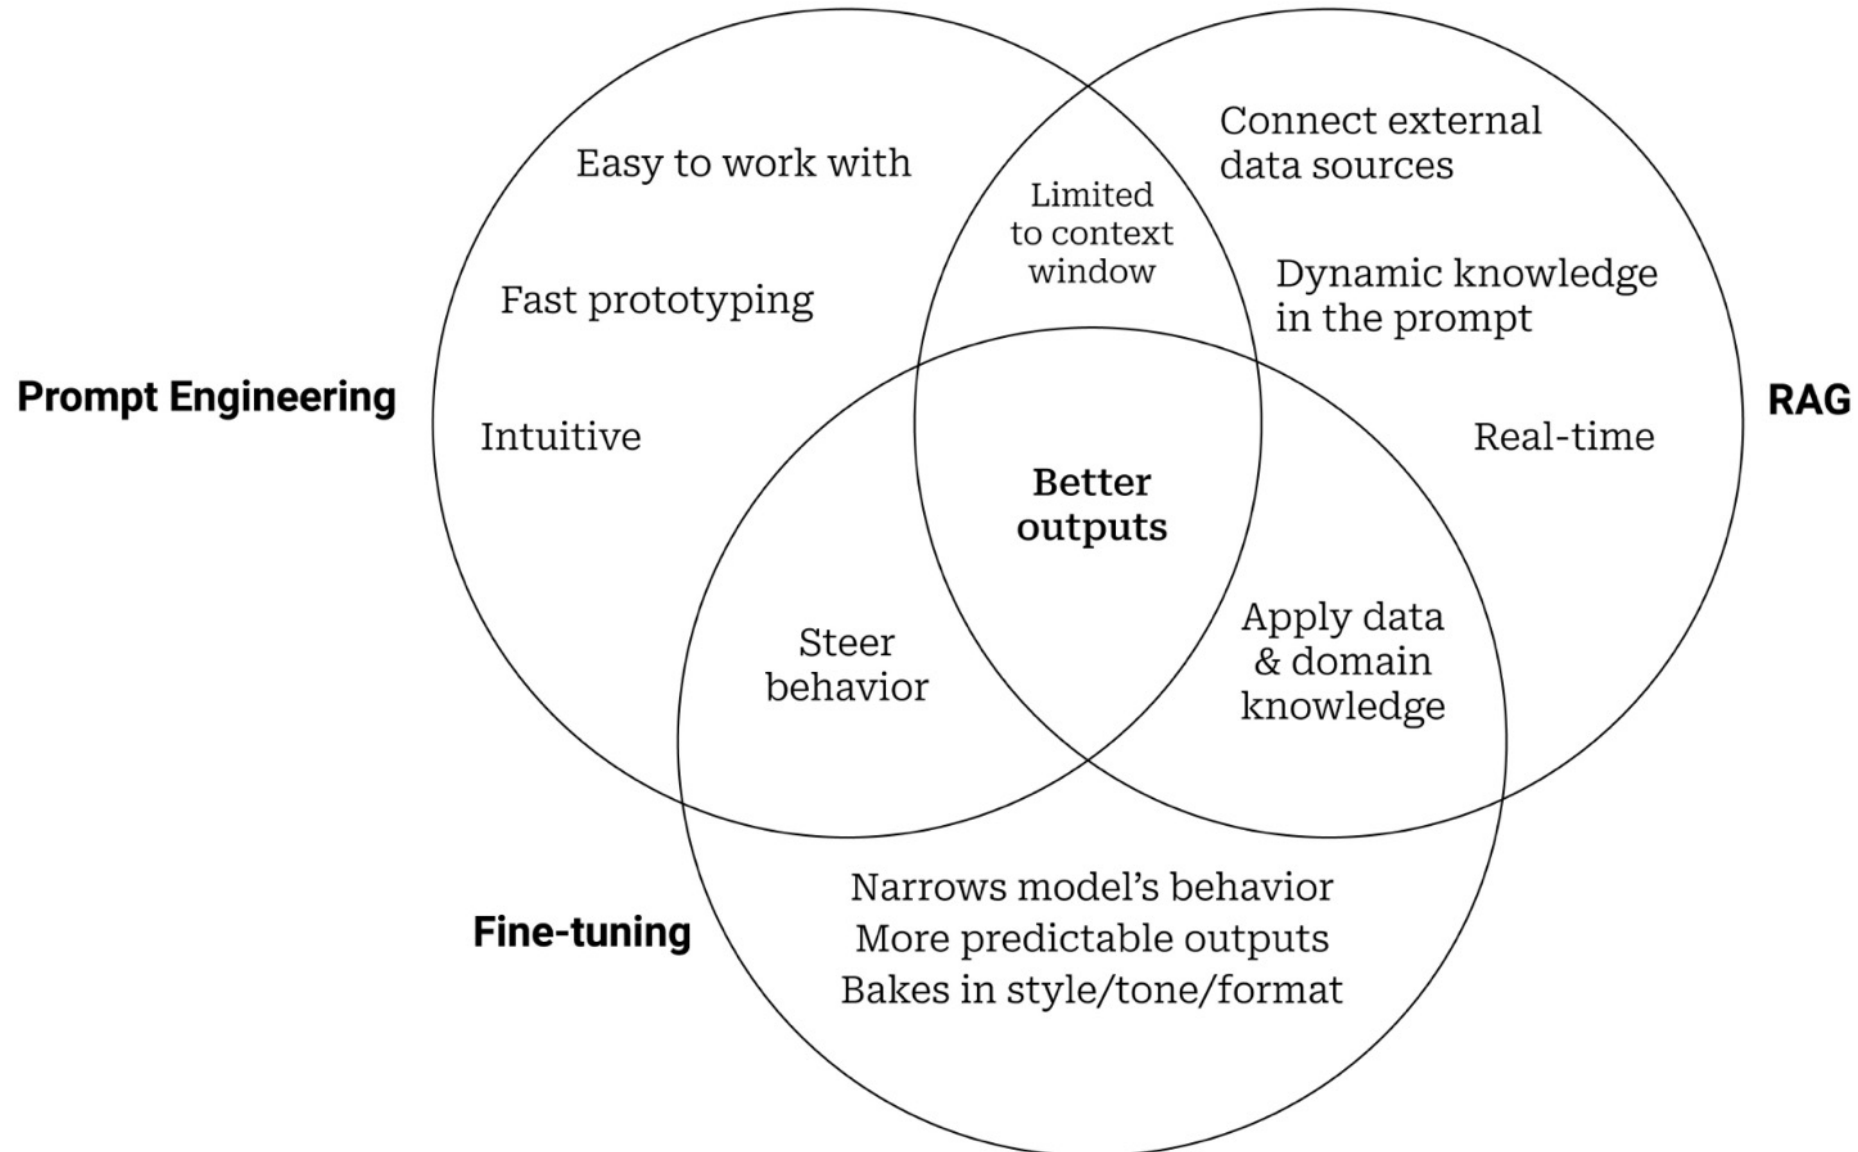 Easy to work with
Fast prototyping
Prompt Engineering
Intuitive
Limited
to context
window
Connect external
data sources
Dynamic knowledge
in the prompt
Real-time
RAG
Better
outputs
Steer
behavior
Apply data
& domain
knowledge
Fine-tuning
Narrows model’s behavior
More predictable outputs
Bakes in style/tone/format